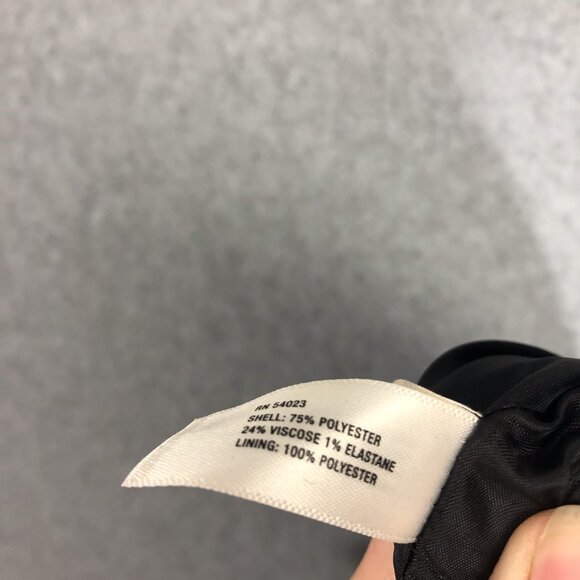 RN 54023
SHELL: 75% POLYESTER
24% VISCOSE 1% ELASTANE
LINING: 100% POLYESTER